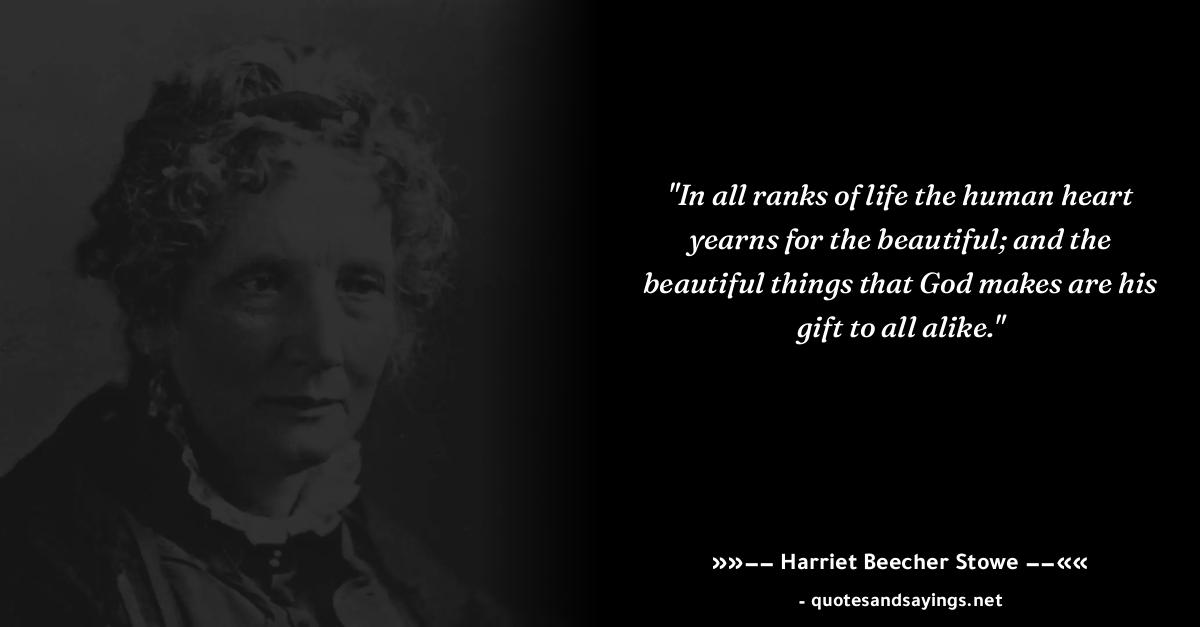 "In all ranks of life the human heart
yearns for the beautiful; and the
beautiful things that God makes are his
gift to all alike."
»»–– Harriet Beecher Stowe ––««
- quotesandsayings.net